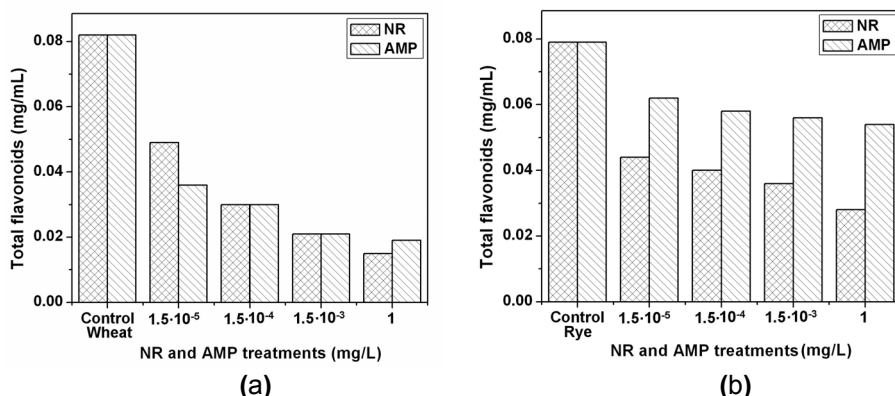 NR
AMP
Total flavonoids (mg/mL)
0.08
0.06
0.04
0.02
0.00
Control
Wheat
1.5·10⁻⁵
1.5·10⁻⁴
1.5·10⁻³
1
NR and AMP treatments (mg/L)
(a)
NR
AMP
Total flavonoids (mg/mL)
0.08
0.06
0.04
0.02
0.00
Control
Rye
1.5·10⁻⁵
1.5·10⁻⁴
1.5·10⁻³
1
NR and AMP treatments (mg/L)
(b)